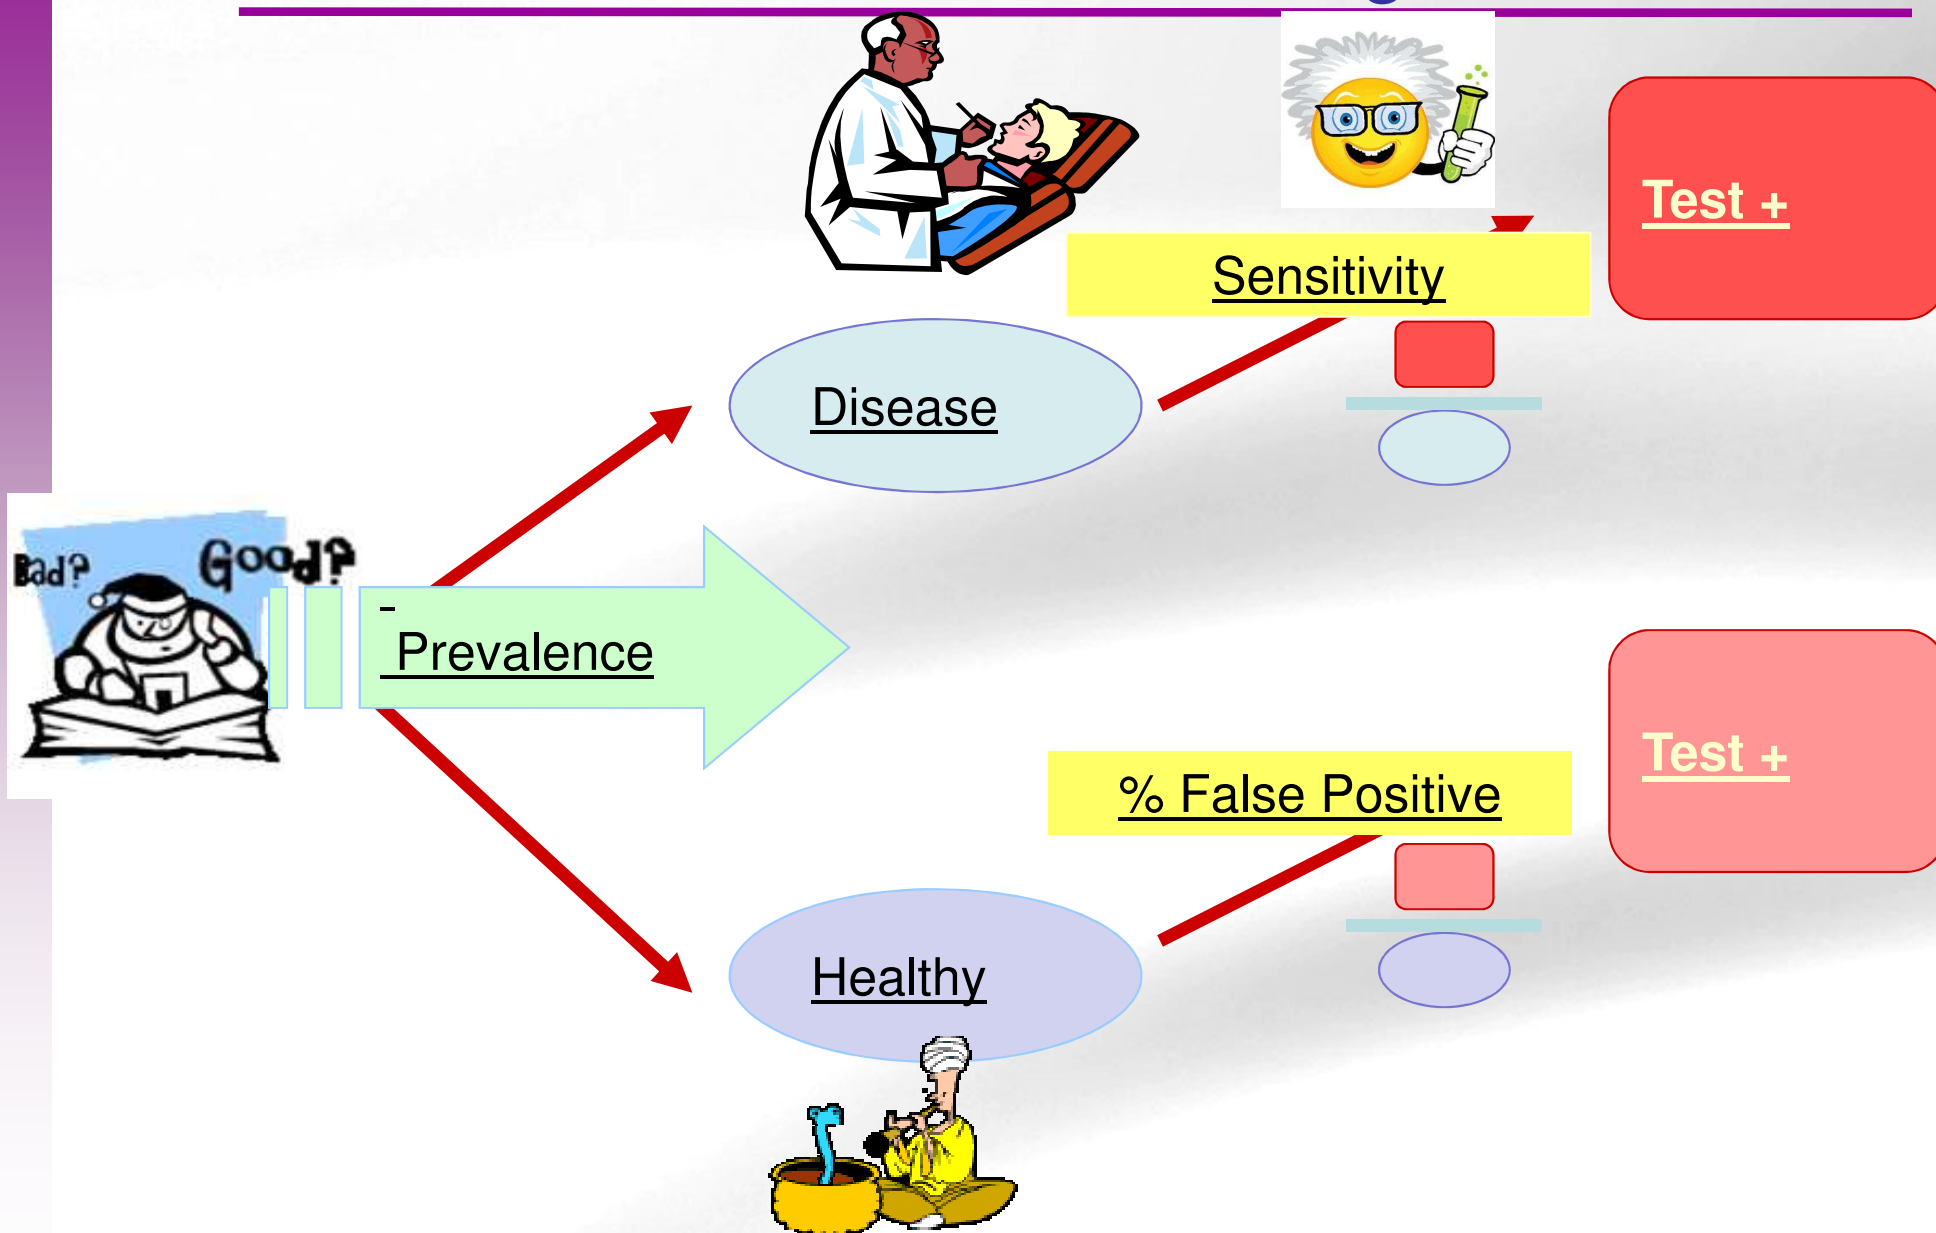 Test +
Sensitivity
Disease
Bad? Good?
- Prevalence
Test +
% False Positive
Healthy